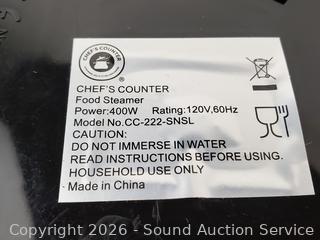 CHEF'S COUNTER
CHEF'S COUNTER
Food Steamer
Power:400W Rating:120V,60Hz
Model No.CC-222-SNSL
CAUTION:
DO NOT IMMERSE IN WATER
READ INSTRUCTIONS BEFORE USING.
HOUSEHOLD USE ONLY
Made in China
Copyright 2026 - Sound Auction Service